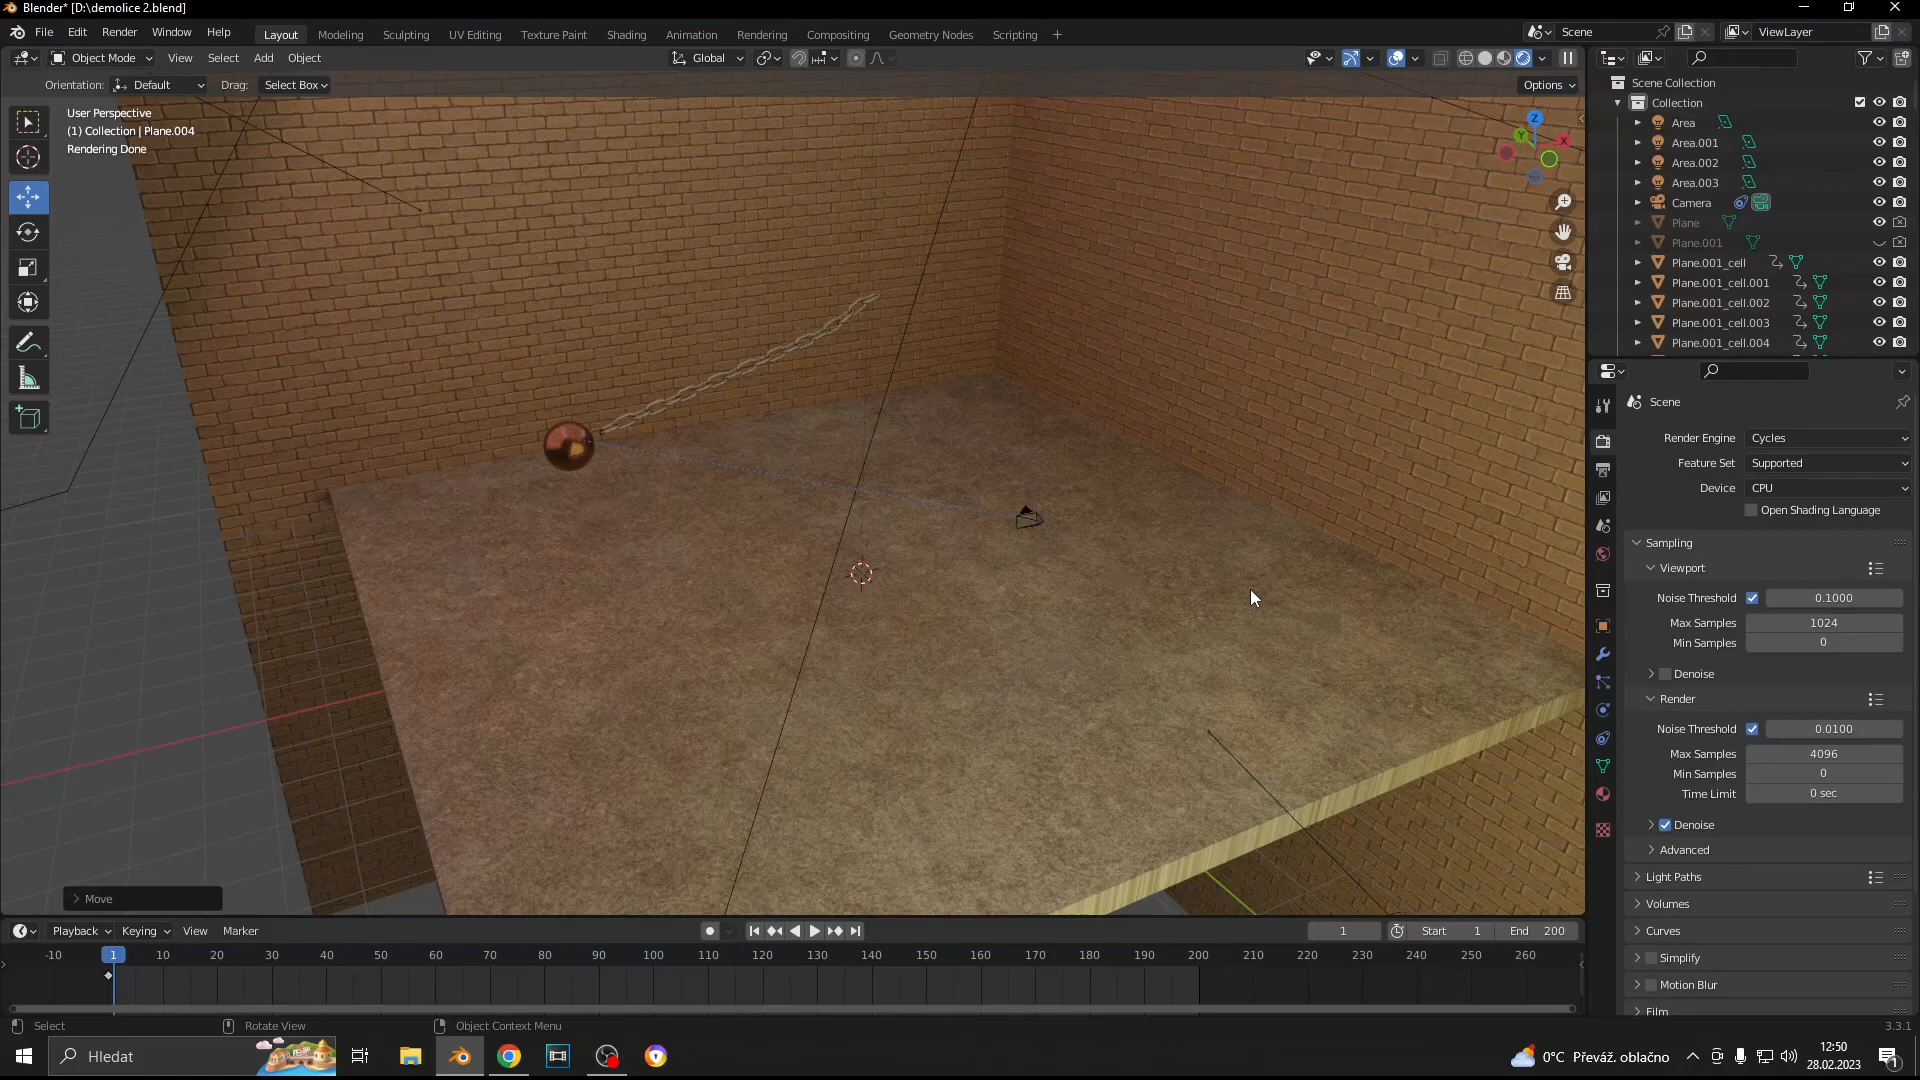 Blender* [D:\demolice 2.blend]
File Edit Render Window Help Layout Modeling Sculpting UV Editing Texture Paint Shading Animation Rendering Compositing Geometry Nodes Scripting + Scene ViewLayer
Object Mode View Select Add Object Global
Orientation: Default Drag: Select Box Options
User Perspective
(1) Collection | Plane.004
Rendering Done
Z
Y
X
Move
Scene Collection
Collection
Area
Area.001
Area.002
Area.003
Camera
Plane
Plane.001
Plane.001_cell
Plane.001_cell.001
Plane.001_cell.002
Plane.001_cell.003
Plane.001_cell.004
Scene
Render Engine Cycles
Feature Set Supported
Device CPU
Open Shading Language
Sampling
Viewport
Noise Threshold 0.1000
Max Samples 1024
Min Samples 0
Denoise
Render
Noise Threshold 0.0100
Max Samples 4096
Min Samples 0
Time Limit 0 sec
Denoise
Advanced
Light Paths
Volumes
Curves
Simplify
Motion Blur
Film
Playback Keying View Marker 1 Start 1 End 200
-10 1 10 20 30 40 50 60 70 80 90 100 110 120 130 140 150 160 170 180 190 200 210 220 230 240 250 260
Select Rotate View Object Context Menu 3.3.1
Hledat 0°C Převáž. oblačno 12:50
28.02.2023
1